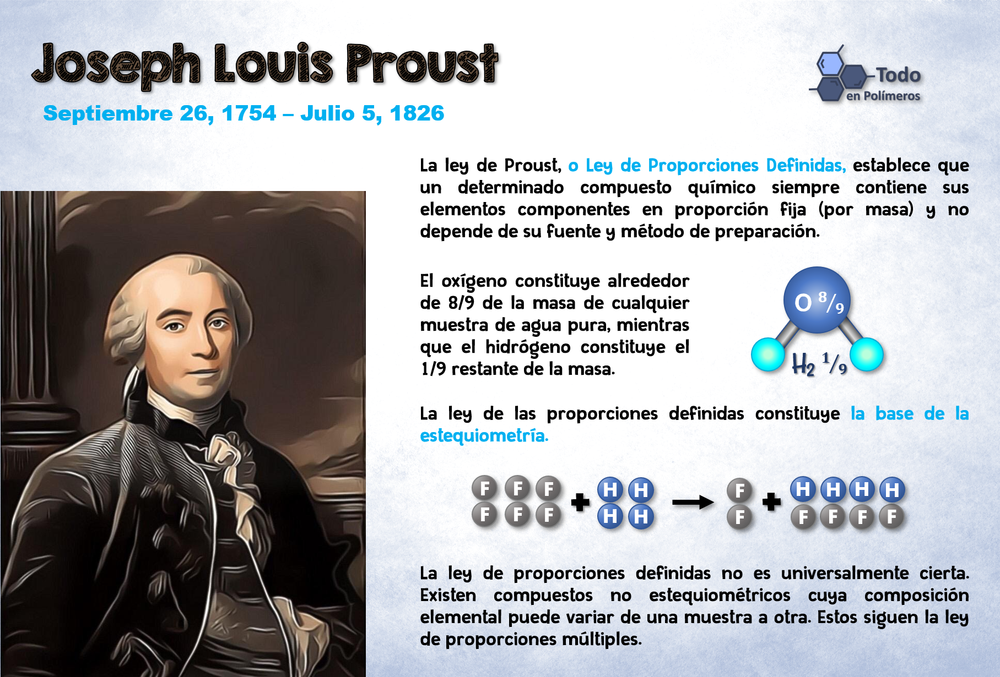 Joseph Louis Proust
Septiembre 26, 1754 – Julio 5, 1826
Todo
en Polímeros
La ley de Proust, o Ley de Proporciones Definidas, establece que
un determinado compuesto químico siempre contiene sus
elementos componentes en proporción fija (por masa) y no
depende de su fuente y método de preparación.
El oxígeno constituye alrededor
de 8/9 de la masa de cualquier
muestra de agua pura, mientras
que el hidrógeno constituye el
1/9 restante de la masa.
O 8/9
H₂ 1/9
La ley de las proporciones definidas constituye la base de la
estequiometría.
F F F + H H → F + H H H H
F F F H H F F F F F
La ley de proporciones definidas no es universalmente cierta.
Existen compuestos no estequiométricos cuya composición
elemental puede variar de una muestra a otra. Estos siguen la ley
de proporciones múltiples.